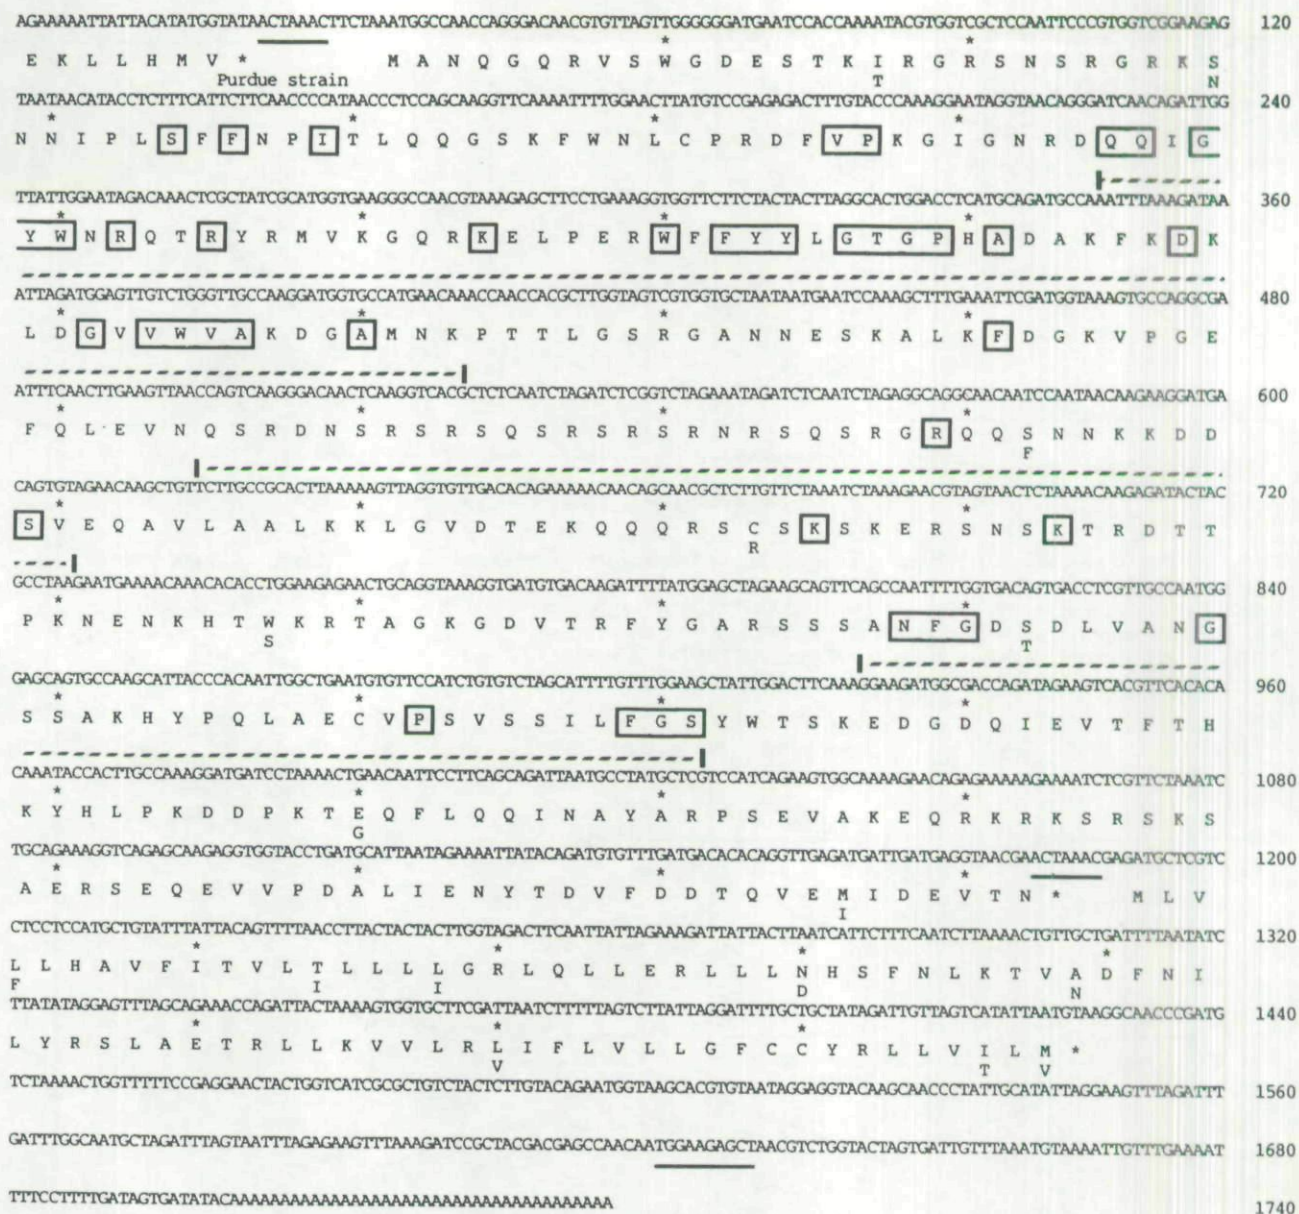 AGAAAAATTATTACATATGGTATAACTAAACTTCTAAATGGCCAACCAGGGACAACGTGTTAGTTGGGGGGATGAATCCACCAAAATACGTGGTCGCTCCAATTCCCGTGGTCGGAAGAG 120
E K L L H M V * M A N Q G Q R V S W G D E S T K I R G R S N S R G R K S
Purdue strain T N
TAATAACATACCTCTTTCATTCTTCAACCCCATAACCCTCCAGCAAGGTTCAAAATTTTGGAACTTATGTCCGAGAGACTTTGTACCCAAAGGAATAGGTAACAGGGATCAACAGATTGG 240
N N I P L S F F N P I T L Q Q G S K F W N L C P R D F V P K G I G N R D Q Q I G
TTATTGGAATAGACAAACTCGCTATCGCATGGTGAAGGGCCAACGTAAAGAGCTTCCTGAAAGGTGGTTCTTCTACTACTTAGGCACTGGACCTCATGCAGATGCCAAATTTAAAGATAA 360
Y W N R Q T R Y R M V K G Q R K E L P E R W F F Y Y L G T G P H A D A K F K D K
ATTAGATGGAGTTGTCTGGGTTGCCAAGGATGGTGCCATGAACAAACCAACCACGCTTGGTAGTCGTGGTGCTAATAATGAATCCAAAGCTTTGAAATTCGATGGTAAAGTGCCAGGCGA 480
L D G V V W V A K D G A M N K P T T L G S R G A N N E S K A L K F D G K V P G E
ATTTCAACTTGAAGTTAACCAGTCAAGGGACAACTCAAGGTCACGCTCTCAATCTAGATCTCGGTCTAGAAATAGATCTCAATCTAGAGGCAGGCAACAATCCAATAACAAGAAGGATGA 600
F Q L E V N Q S R D N S R S R S Q S R S R S R N R S Q S R G R Q Q S N N K K D D
F
CAGTGTAGAACAAGCTGTTCTTGCCGCACTTAAAAAGTTAGGTGTTGACACAGAAAAACAACAGCAACGCTCTTGTTCTAAATCTAAAGAACGTAGTAACTCTAAAACAAGAGATACTAC 720
S V E Q A V L A A L K K L G V D T E K Q Q Q R S C S K S K E R S N S K T R D T T
R
GCCTAAGAATGAAAACAAACACACCTGGAAGAGAACTGCAGGTAAAGGTGATGTGACAAGATTTTATGGAGCTAGAAGCAGTTCAGCCAATTTTGGTGACAGTGACCTCGTTGCCAATGG 840
P K N E N K H T W K R T A G K G D V T R F Y G A R S S S A N F G D S D L V A N G
S T
GAGCAGTGCCAAGCATTACCCACAATTGGCTGAATGTGTTCCATCTGTGTCTAGCATTTTGTTTGGAAGCTATTGGACTTCAAAGGAAGATGGCGACCAGATAGAAGTCACGTTCACACA 960
S S A K H Y P Q L A E C V P S V S S I L F G S Y W T S K E D G D Q I E V T F T H
CAAATACCACTTGCCAAAGGATGATCCTAAAACTGAACAATTCCTTCAGCAGATTAATGCCTATGCTCGTCCATCAGAAGTGGCAAAAGAACAGAGAAAAAGAAAATCTCGTTCTAAATC 1080
K Y H L P K D D P K T E Q F L Q Q I N A Y A R P S E V A K E Q R K R K S R S K S
G
TGCAGAAAGGTCAGAGCAAGAGGTGGTACCTGATGCATTAATAGAAAATTATACAGATGTGTTTGATGACACACAGGTTGAGATGATTGATGAGGTAACGAACTAAACGAGATGCTCGTC 1200
A E R S E Q E V V P D A L I E N Y T D V F D D T Q V E M I D E V T N * M L V
I
CTCCTCCATGCTGTATTTATTACAGTTTTAACCTTACTACTACTTGGTAGACTTCAATTATTAGAAAGATTATTACTTAATCATTCTTTCAATCTTAAAACTGTTGCTGATTTTAATATC 1320
L L H A V F I T V L T L L L L G R L Q L L E R L L L N H S F N L K T V A D F N I
F I I D N
TTATATAGGAGTTTAGCAGAAACCAGATTACTAAAAGTGGTGCTTCGATTAATCTTTTTAGTCTTATTAGGATTTTGCTGCTATAGATTGTTAGTCATATTAATGTAAGGCAACCCGATG 1440
L Y R S L A E T R L L K V V L R L I F L V L L G F C C Y R L L V I L M *
V T V
TCTAAAACTGGTTTTTCCGAGGAACTACTGGTCATCGCGCTGTCTACTCTTGTACAGAATGGTAAGCACGTGTAATAGGAGGTACAAGCAACCCTATTGCATATTAGGAAGTTTAGATTT 1560
GATTTGGCAATGCTAGATTTAGTAATTTAGAGAAGTTTAAAGATCCGCTACGACGAGCCAACAATGGAAGAGCTAACGTCTGGTACTAGTGATTGTTTAAATGTAAAATTGTTTGAAAAT 1680
TTTCCTTTTGATAGTGATATACAAAAAAAAAAAAAAAAAAAAAAAAAAAAAAAAAAAAAA 1740